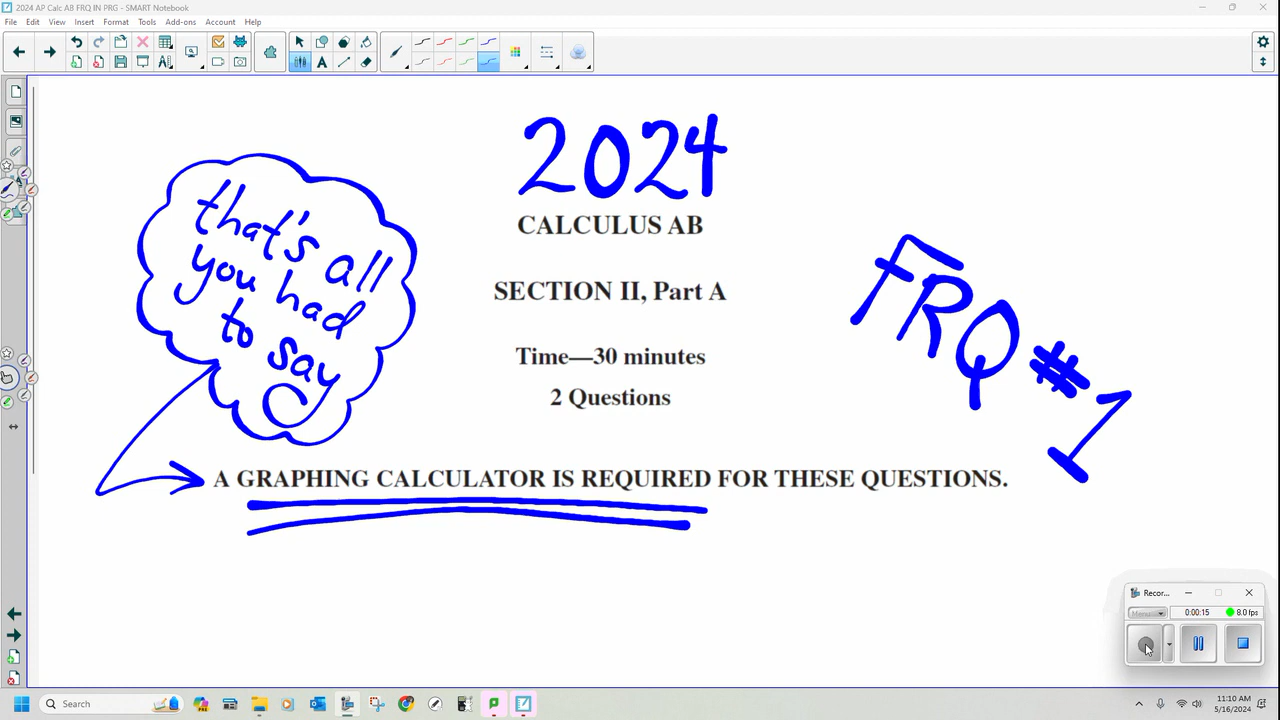 2024 AP Calc AB FRQ IN PRG - SMART Notebook
File Edit View Insert Format Tools Add-ons Account Help
2024
CALCULUS AB
SECTION II, Part A
Time—30 minutes
2 Questions
A GRAPHING CALCULATOR IS REQUIRED FOR THESE QUESTIONS.
that's all
you had
to say
FRQ #1
Recor...
Menu
0:00:15
8.0 fps
Search
11:10 AM
5/16/2024